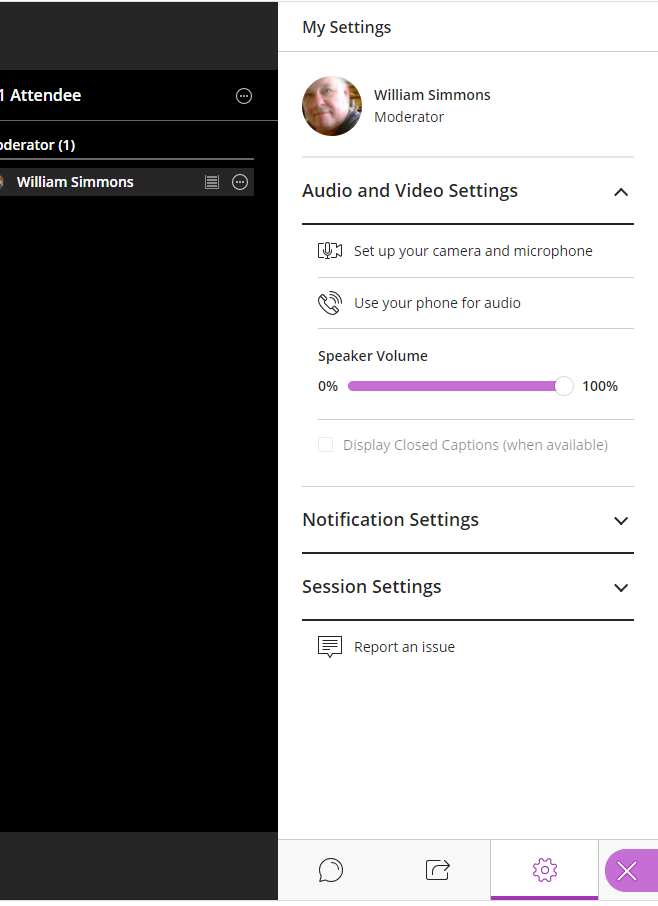 My Settings
1 Attendee
William Simmons
Moderator
oderator (1)
William Simmons
Audio and Video Settings
Set up your camera and microphone
Use your phone for audio
Speaker Volume
0% 100%
Display Closed Captions (when available)
Notification Settings
Session Settings
Report an issue